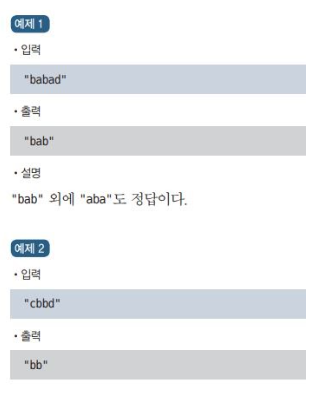 예제 1
• 입력
"babad"
• 출력
"bab"
• 설명
"bab" 외에 "aba"도 정답이다.
예제 2
• 입력
"cbbd"
• 출력
"bb"